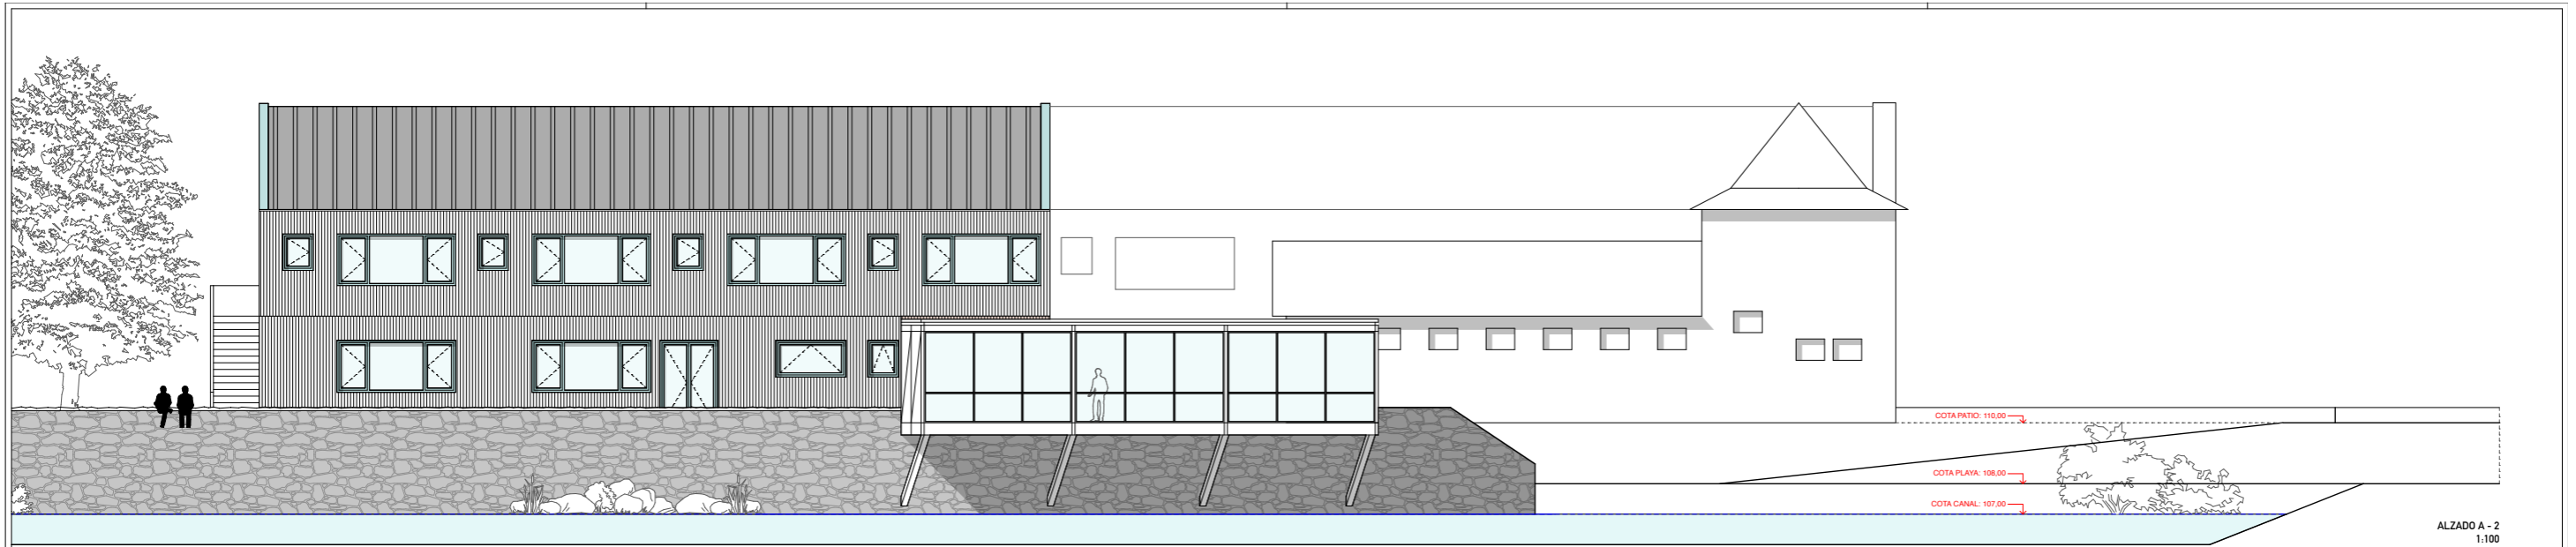 COTA PATIO: 110,00
COTA PLAYA: 108,00
COTA CANAL: 107,00
ALZADO A - 2
1:100